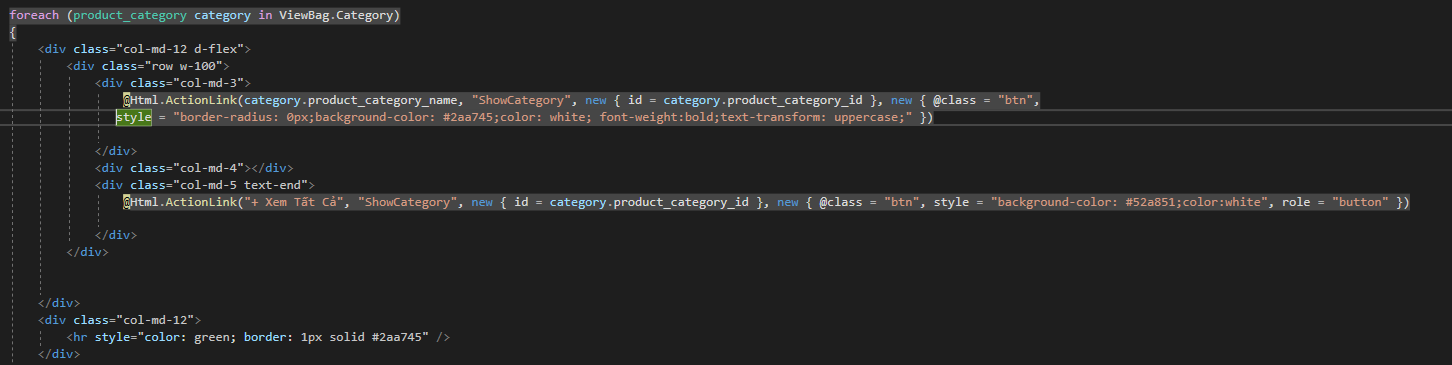 foreach (product_category category in ViewBag.Category)
{
<div class="col-md-12 d-flex">
<div class="row w-100">
<div class="col-md-3">
@Html.ActionLink(category.product_category_name, "ShowCategory", new { id = category.product_category_id }, new { @class = "btn",
style = "border-radius: 0px;background-color: #2aa745;color: white; font-weight:bold;text-transform: uppercase;" })
</div>
<div class="col-md-4"></div>
<div class="col-md-5 text-end">
@Html.ActionLink("+ Xem Tất Cả", "ShowCategory", new { id = category.product_category_id }, new { @class = "btn", style = "background-color: #52a851;color:white", role = "button" })
</div>
</div>
</div>
<div class="col-md-12">
<hr style="color: green; border: 1px solid #2aa745" />
</div>